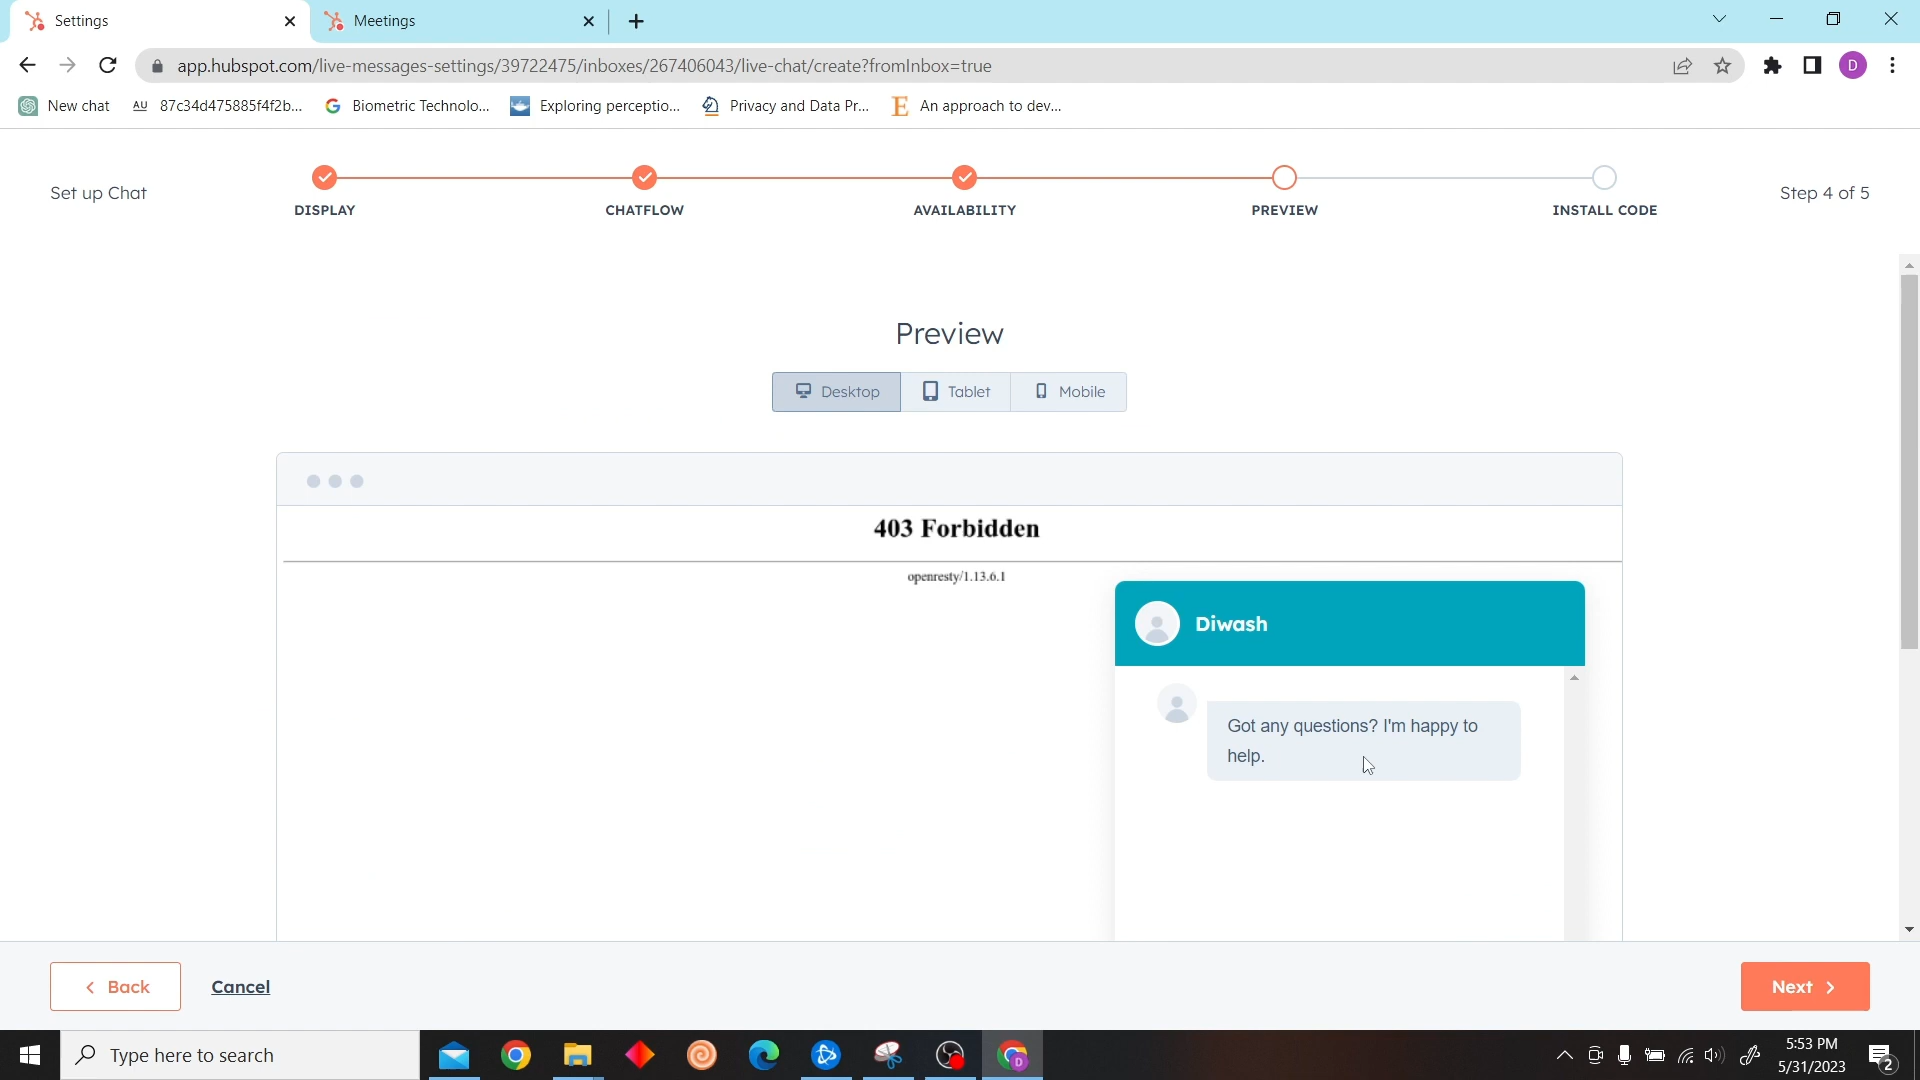 Settings
Meetings
app.hubspot.com/live-messages-settings/39722475/inboxes/267406043/live-chat/create?fromInbox=true
D
New chat
AU 87c34d475885f4f2b...
G Biometric Technolo...
Exploring perceptio...
Privacy and Data Pr...
E An approach to dev...
Set up Chat
DISPLAY
CHATFLOW
AVAILABILITY
PREVIEW
INSTALL CODE
Step 4 of 5
Preview
Desktop
Tablet
Mobile
403 Forbidden
openresty/1.13.6.1
Diwash
Got any questions? I'm happy to
help.
Back
Cancel
Next
Type here to search
D
5:53 PM
5/31/2023
2